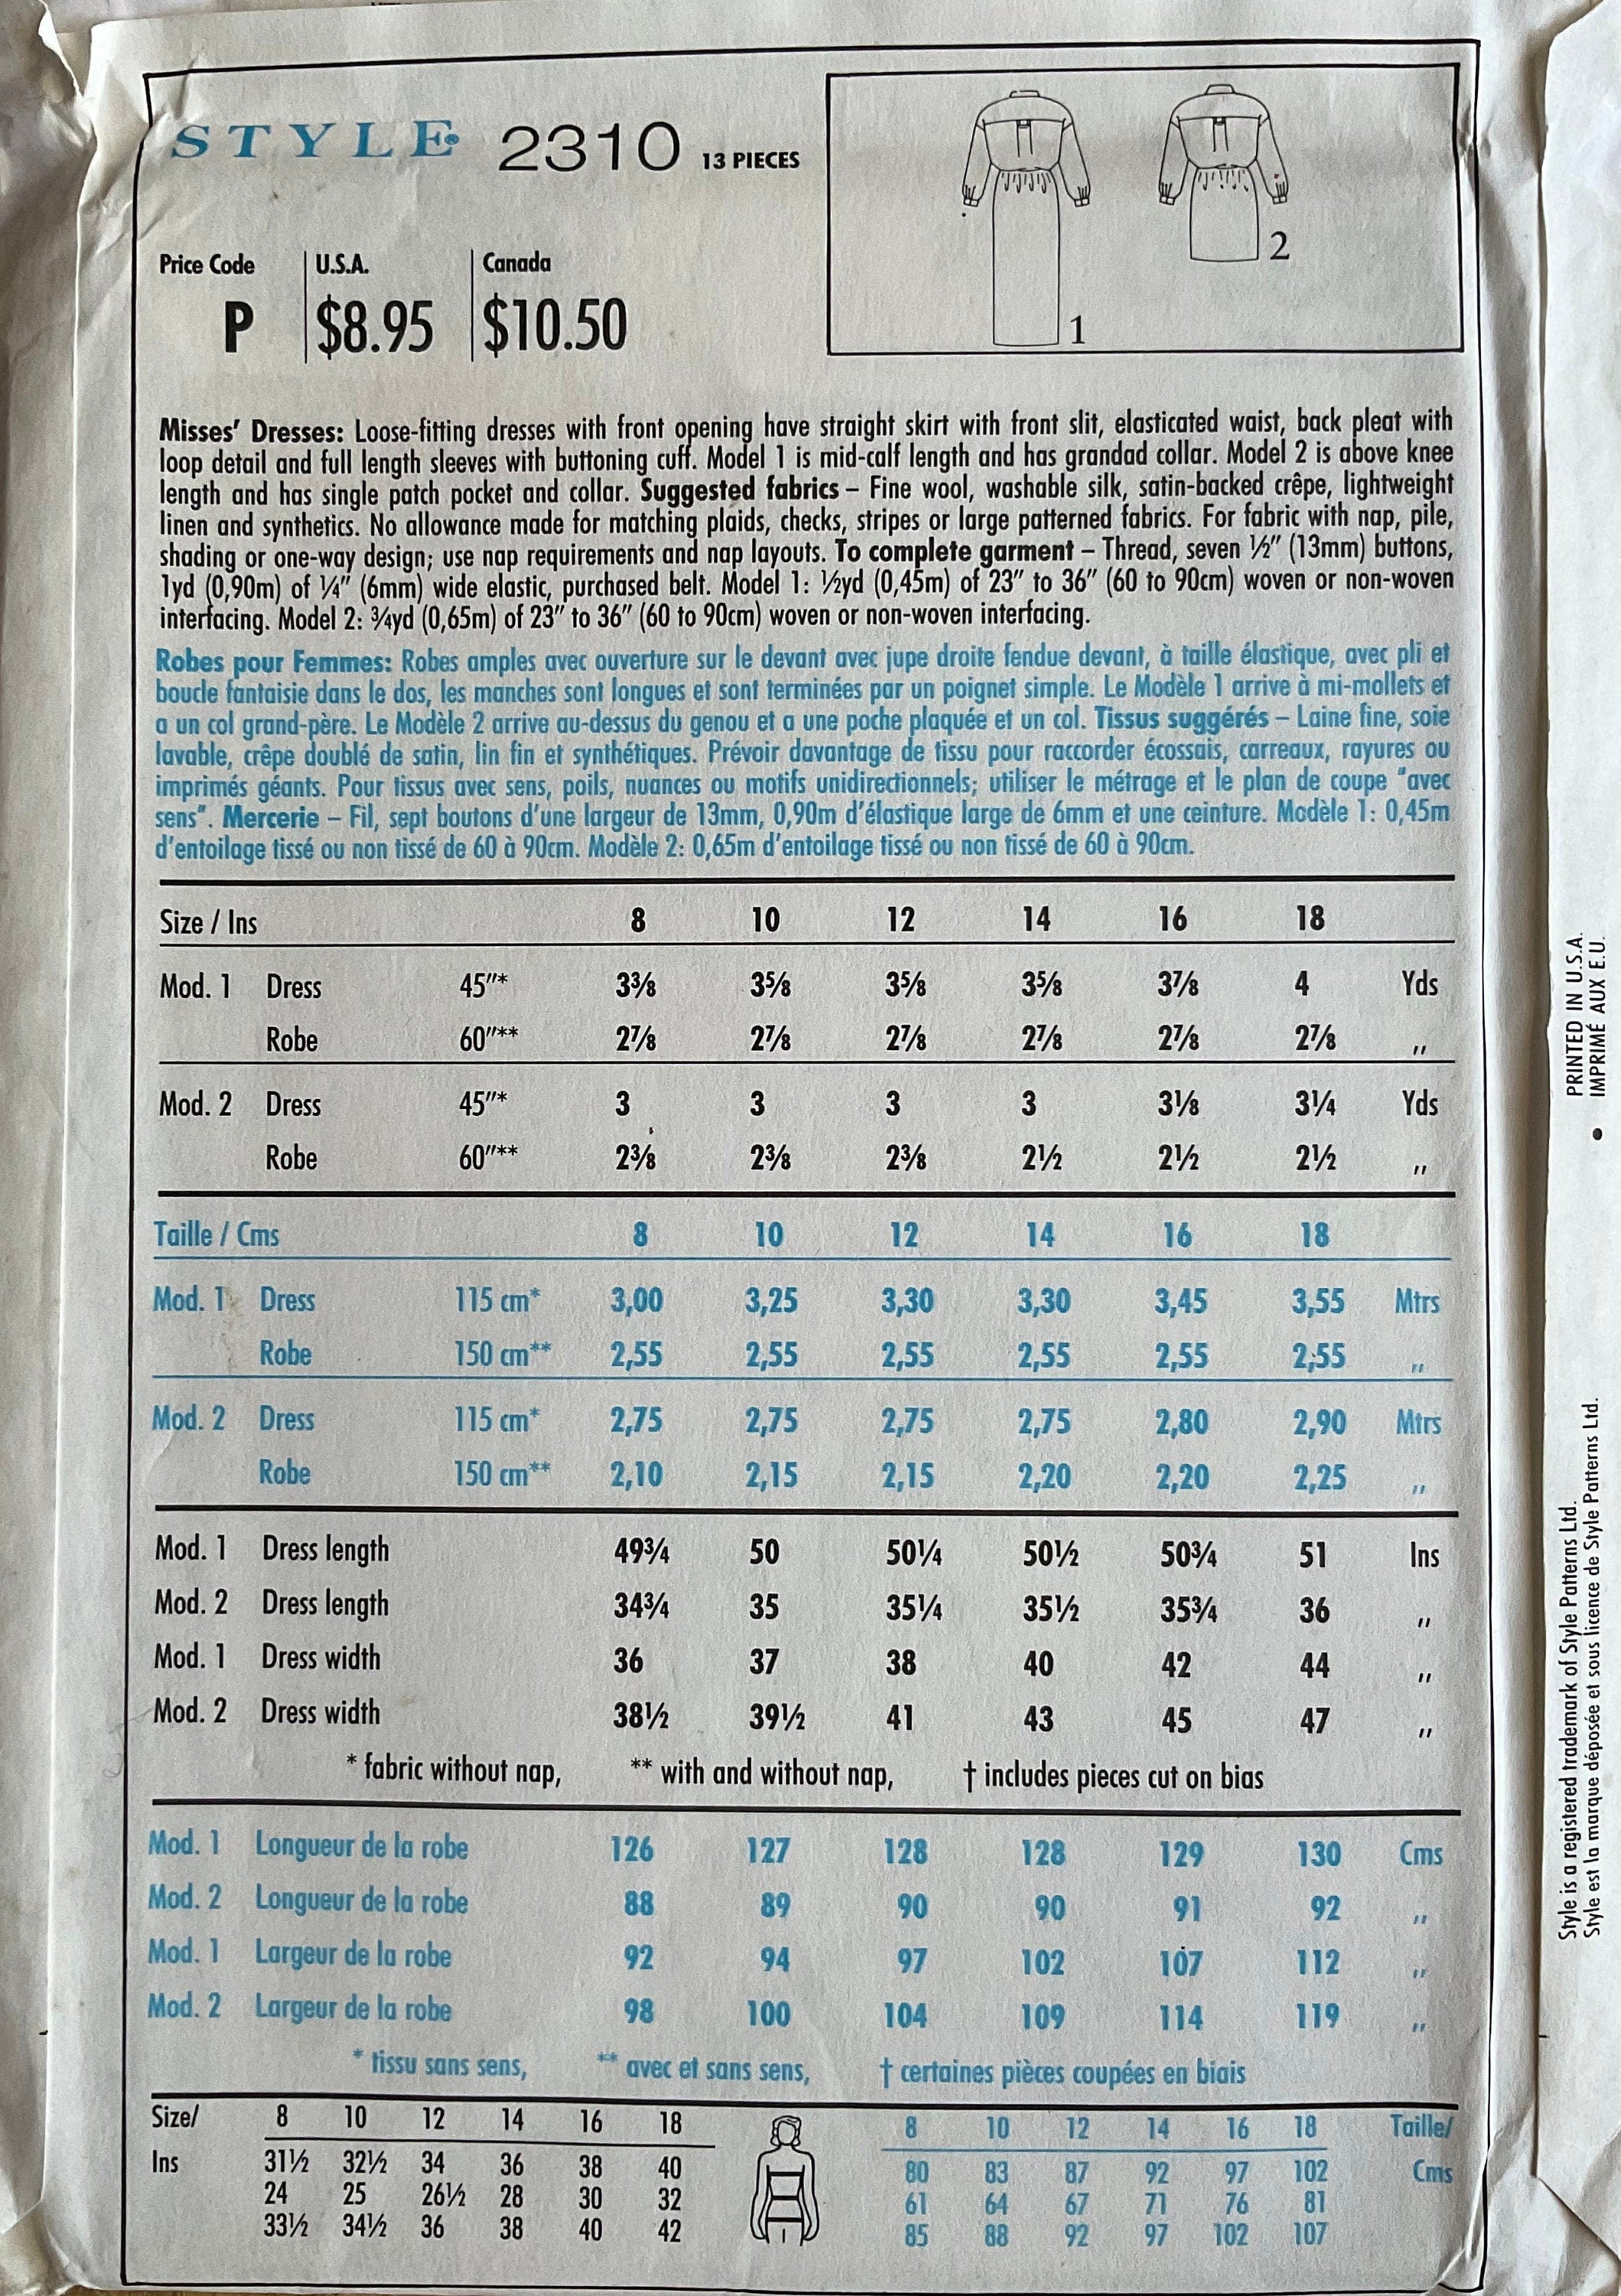 STYLE® 2310 13 PIECES
Price Code U.S.A. Canada
P $8.95 $10.50
1
2
Misses' Dresses: Loose-fitting dresses with front opening have straight skirt with front slit, elasticated waist, back pleat with
loop detail and full length sleeves with buttoning cuff. Model 1 is mid-calf length and has grandad collar. Model 2 is above knee
length and has single patch pocket and collar. Suggested fabrics – Fine wool, washable silk, satin-backed crêpe, lightweight
linen and synthetics. No allowance made for matching plaids, checks, stripes or large patterned fabrics. For fabric with nap, pile,
shading or one-way design; use nap requirements and nap layouts. To complete garment – Thread, seven ½″ (13mm) buttons,
1yd (0,90m) of ¼″ (6mm) wide elastic, purchased belt. Model 1: ½yd (0,45m) of 23″ to 36″ (60 to 90cm) woven or non-woven
interfacing. Model 2: ¾yd (0,65m) of 23″ to 36″ (60 to 90cm) woven or non-woven interfacing.
Robes pour Femmes: Robes amples avec ouverture sur le devant avec jupe droite fendue devant, à taille élastique, avec pli et
boucle fantaisie dans le dos, les manches sont longues et sont terminées par un poignet simple. Le Modèle 1 arrive à mi-mollets et
a un col grand-père. Le Modèle 2 arrive au-dessus du genou et a une poche plaquée et un col. Tissus suggérés – Laine fine, soie
lavable, crêpe doublé de satin, lin fin et synthétiques. Prévoir davantage de tissu pour raccorder écossais, carreaux, rayures ou
imprimés géants. Pour tissus avec sens, poils, nuances ou motifs unidirectionnels; utiliser le métrage et le plan de coupe "avec
sens". Mercerie – Fil, sept boutons d'une largeur de 13mm, 0,90m d'élastique large de 6mm et une ceinture. Modèle 1: 0,45m
d'entoilage tissé ou non tissé de 60 à 90cm. Modèle 2: 0,65m d'entoilage tissé ou non tissé de 60 à 90cm.
Size / Ins 8 10 12 14 16 18
Mod. 1 Dress 45″* 3⅜ 3⅝ 3⅝ 3⅝ 3⅞ 4 Yds
Robe 60″** 2⅞ 2⅞ 2⅞ 2⅞ 2⅞ 2⅞ ,,
Mod. 2 Dress 45″* 3 3 3 3 3⅛ 3¼ Yds
Robe 60″** 2⅜ 2⅜ 2⅜ 2½ 2½ 2½ ,,
Taille / Cms 8 10 12 14 16 18
Mod. 1 Dress 115 cm* 3,00 3,25 3,30 3,30 3,45 3,55 Mtrs
Robe 150 cm** 2,55 2,55 2,55 2,55 2,55 2,55 ,,
Mod. 2 Dress 115 cm* 2,75 2,75 2,75 2,75 2,80 2,90 Mtrs
Robe 150 cm** 2,10 2,15 2,15 2,20 2,20 2,25 ,,
Mod. 1 Dress length 49¾ 50 50¼ 50½ 50¾ 51 Ins
Mod. 2 Dress length 34¾ 35 35¼ 35½ 35¾ 36 ,,
Mod. 1 Dress width 36 37 38 40 42 44 ,,
Mod. 2 Dress width 38½ 39½ 41 43 45 47 ,,
* fabric without nap, ** with and without nap, † includes pieces cut on bias
Mod. 1 Longueur de la robe 126 127 128 128 129 130 Cms
Mod. 2 Longueur de la robe 88 89 90 90 91 92 ,,
Mod. 1 Largeur de la robe 92 94 97 102 107 112 ,,
Mod. 2 Largeur de la robe 98 100 104 109 114 119 ,,
* tissu sans sens, ** avec et sans sens, † certaines pièces coupées en biais
Size/ 8 10 12 14 16 18 8 10 12 14 16 18 Taille/
Ins 31½ 32½ 34 36 38 40 80 83 87 92 97 102 Cms
24 25 26½ 28 30 32 61 64 67 71 76 81
33½ 34½ 36 38 40 42 85 88 92 97 102 107
Style is a registered trademark of Style Patterns Ltd. PRINTED IN U.S.A.
Style est la marque déposée et sous licence de Style Patterns Ltd. • IMPRIMÉ AUX E.U.